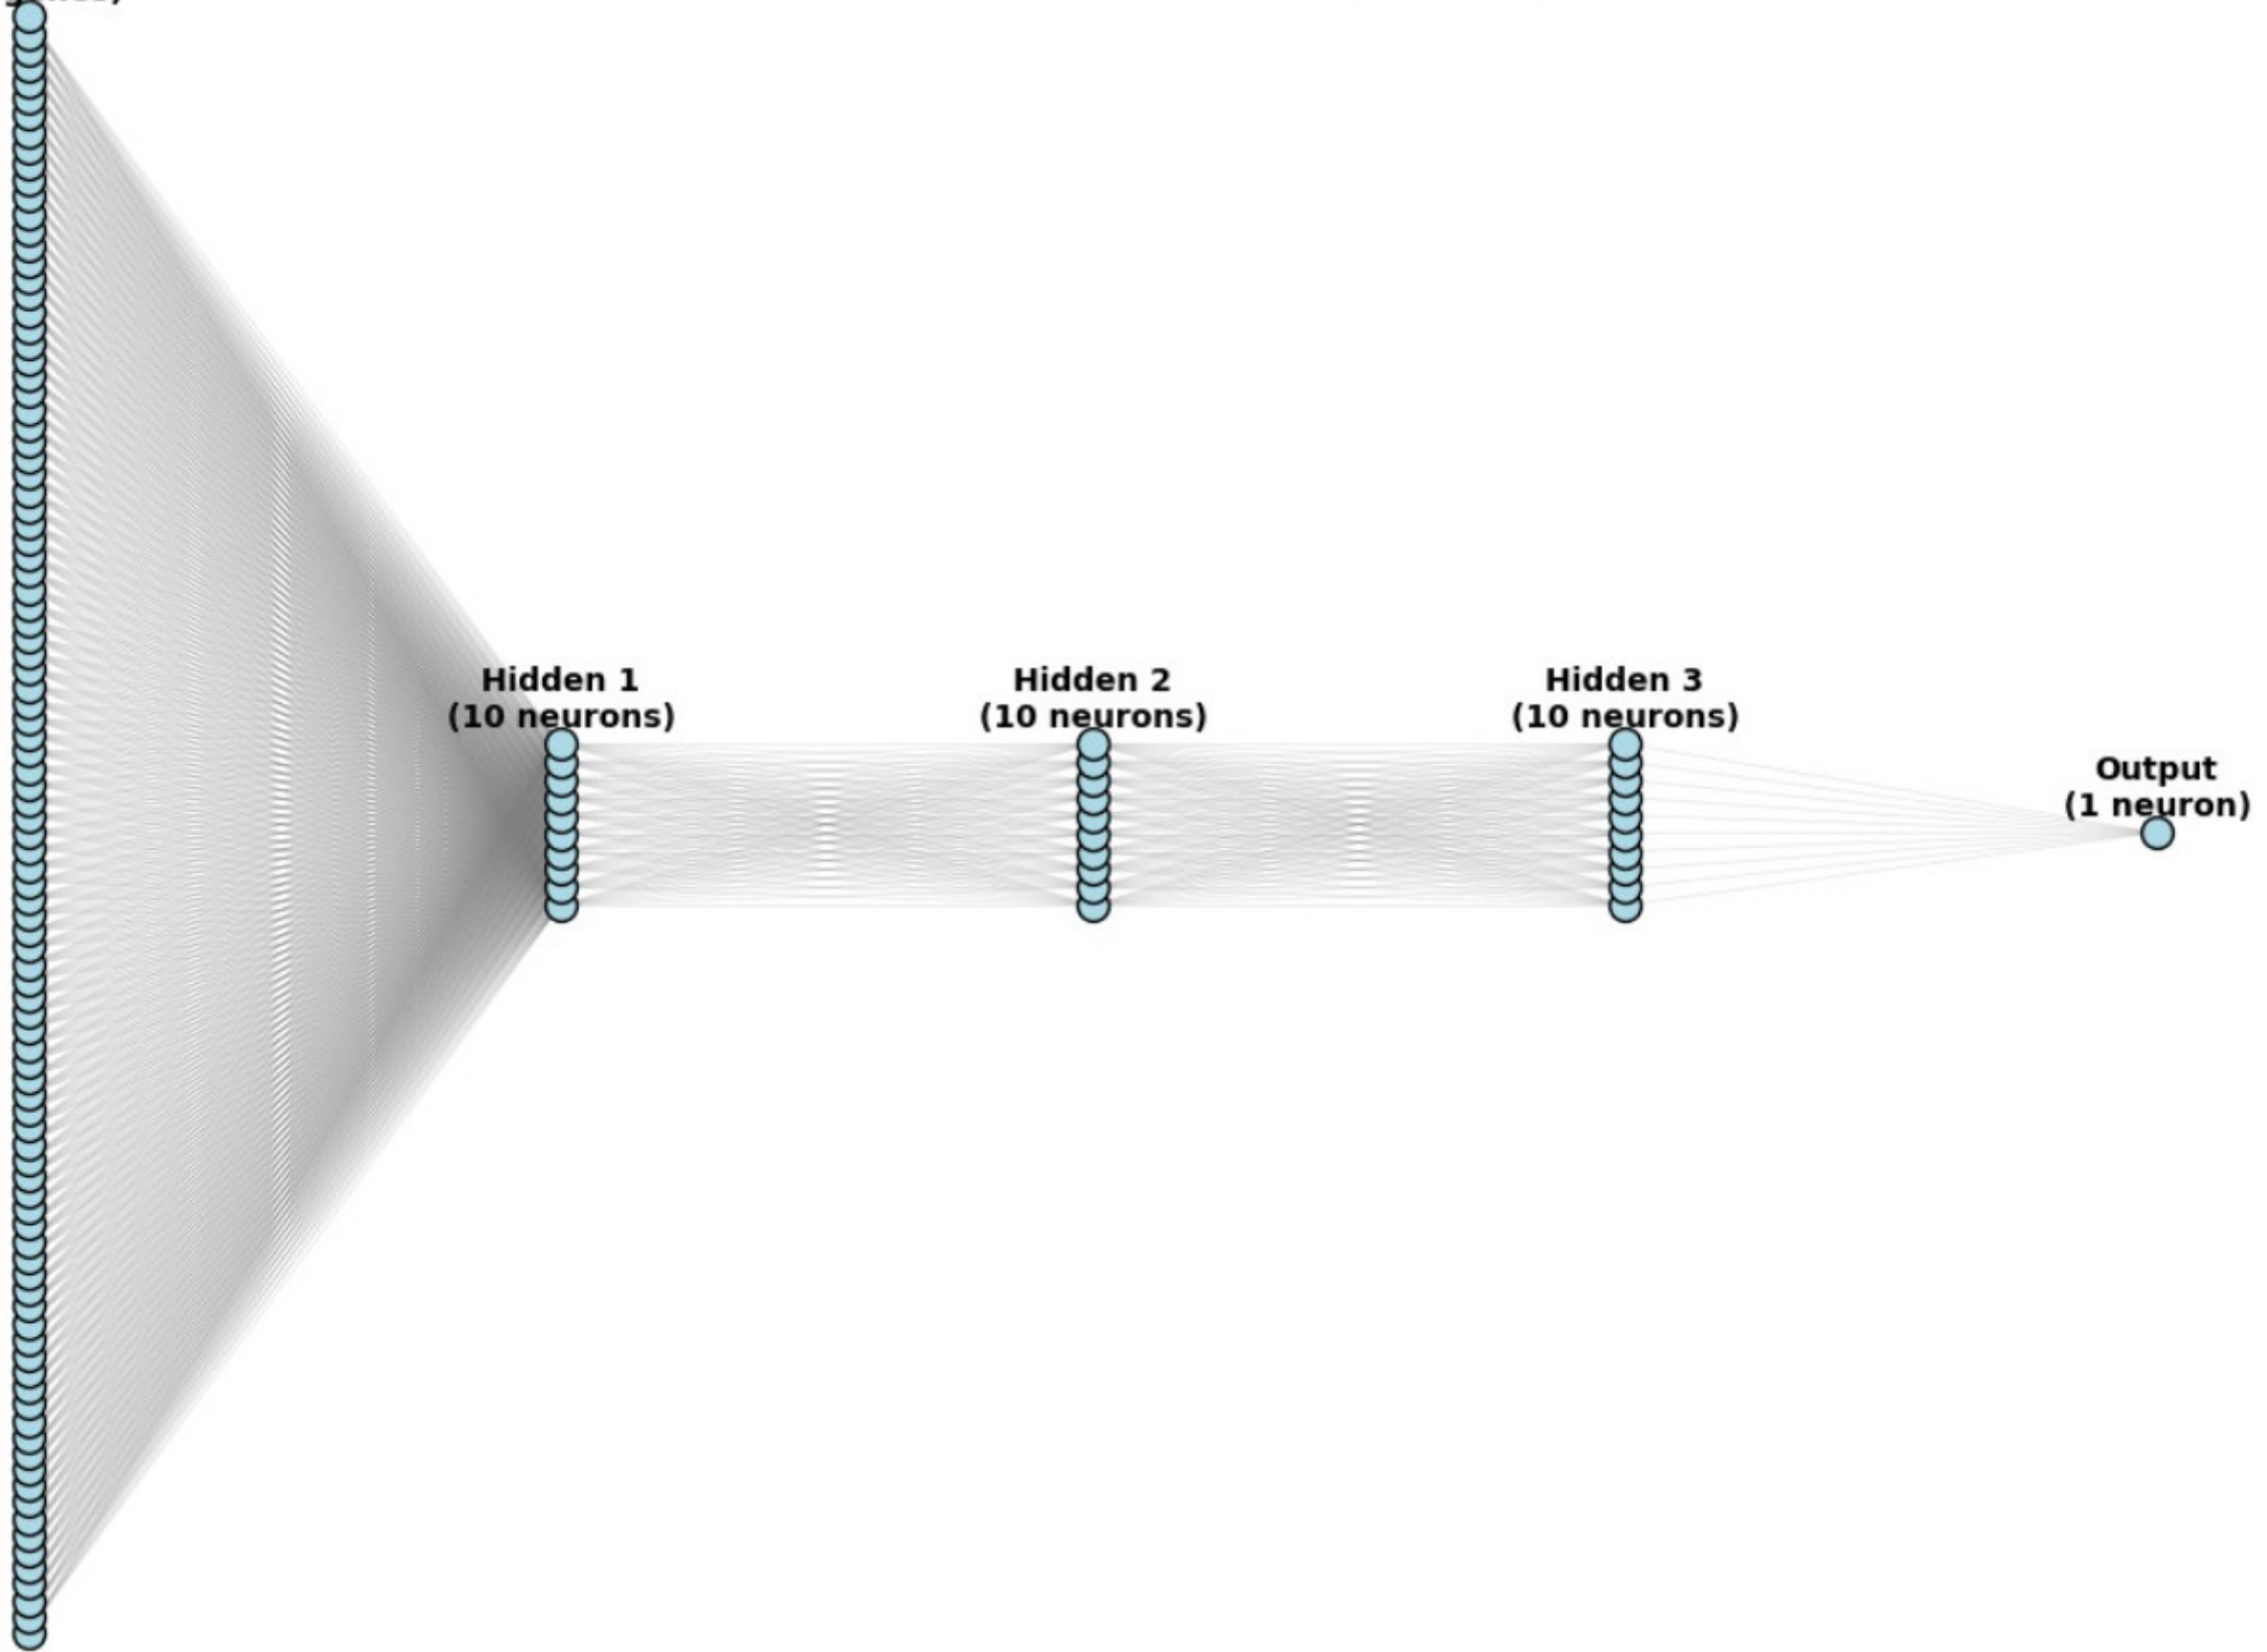 Hidden 1
(10 neurons)
Hidden 2
(10 neurons)
Hidden 3
(10 neurons)
Output
(1 neuron)